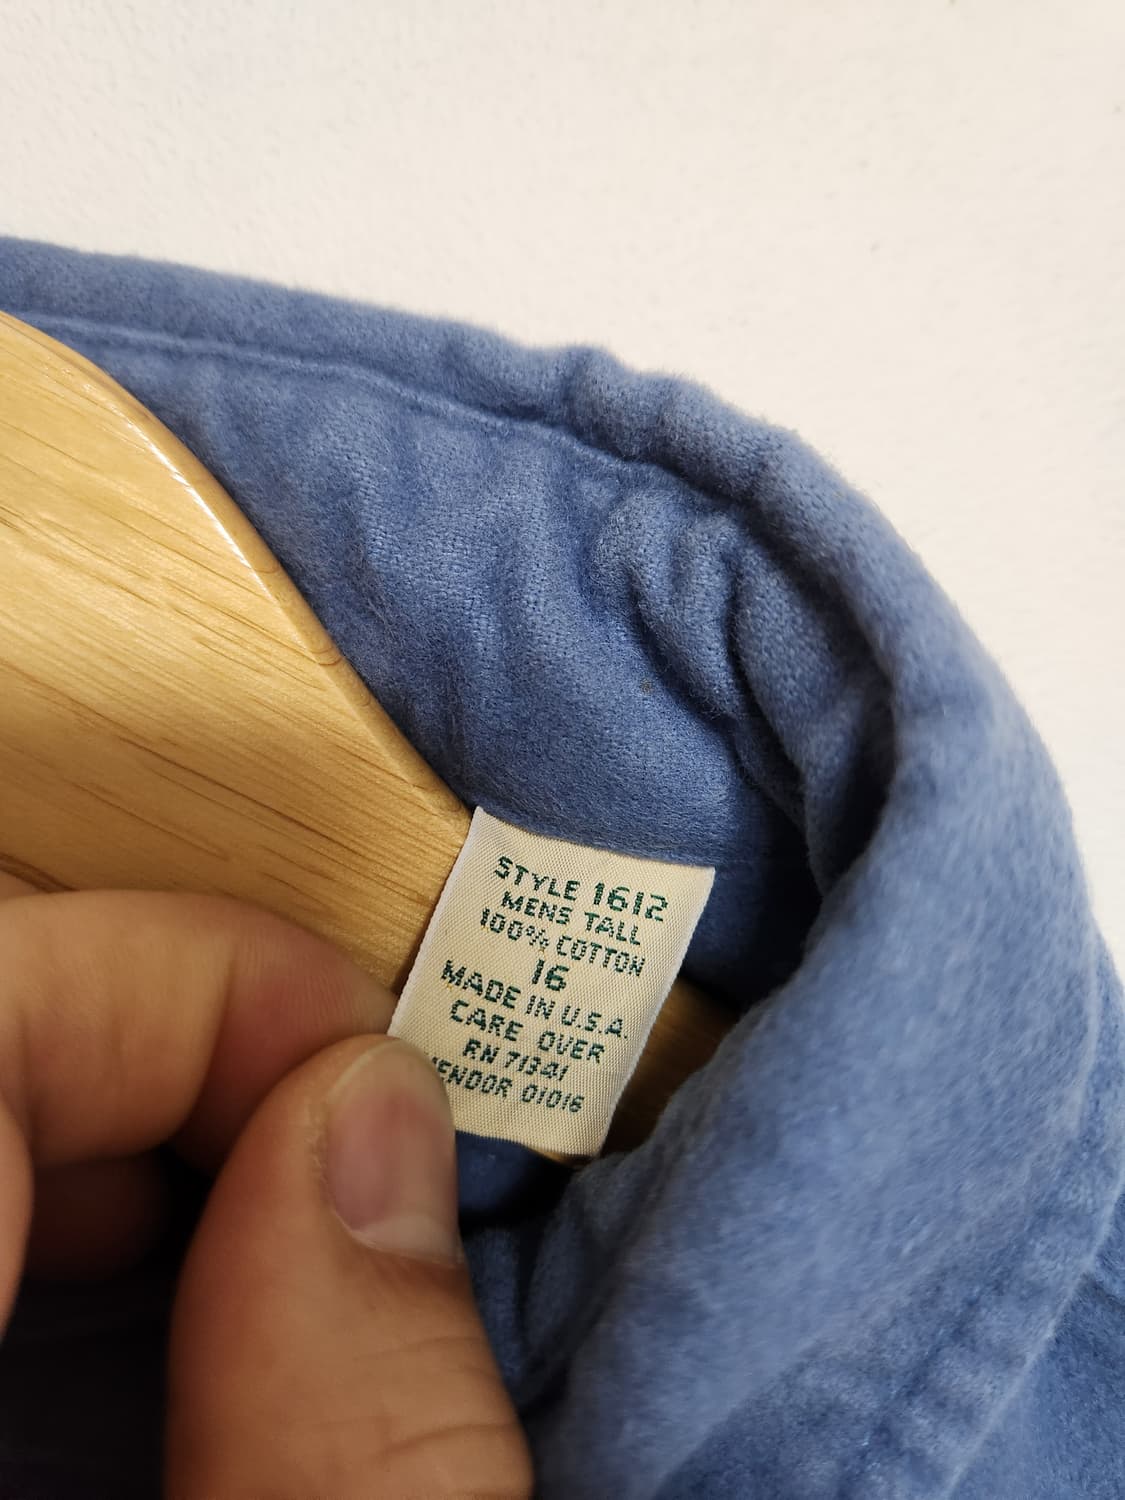 STYLE 1612
MENS TALL
100% COTTON
16
MADE IN U.S.A.
CARE OVER
RN 71341
VENDOR 01016